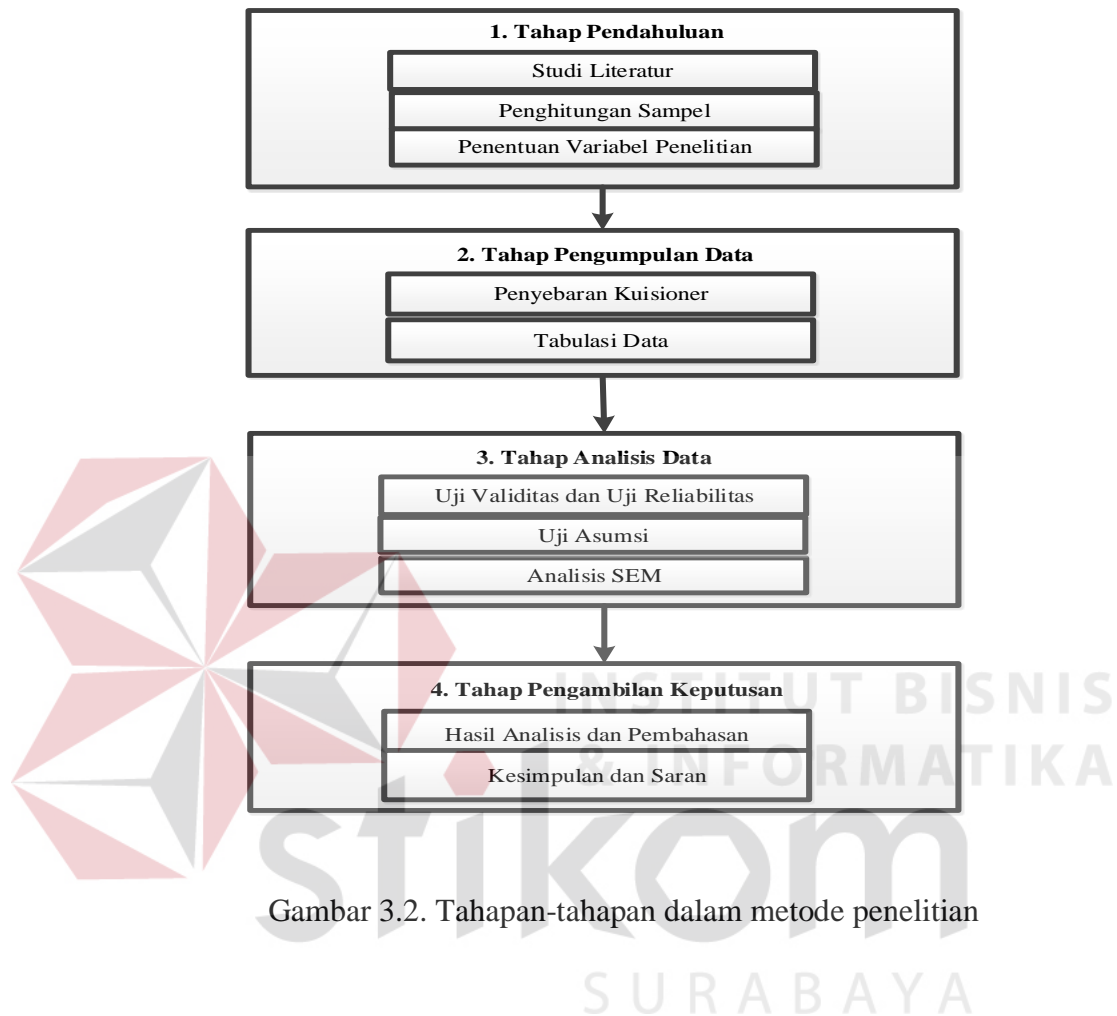 1. Tahap Pendahuluan
Studi Literatur
Penghitungan Sampel
Penentuan Variabel Penelitian
2. Tahap Pengumpulan Data
Penyebaran Kuisioner
Tabulasi Data
3. Tahap Analisis Data
Uji Validitas dan Uji Reliabilitas
Uji Asumsi
Analisis SEM
4. Tahap Pengambilan Keputusan
INSTITUT BISNIS
Hasil Analisis dan Pembahasan
& INFORMATIKA
Kesimpulan dan Saran
stikom
Gambar 3.2. Tahapan-tahapan dalam metode penelitian
SURABAYA